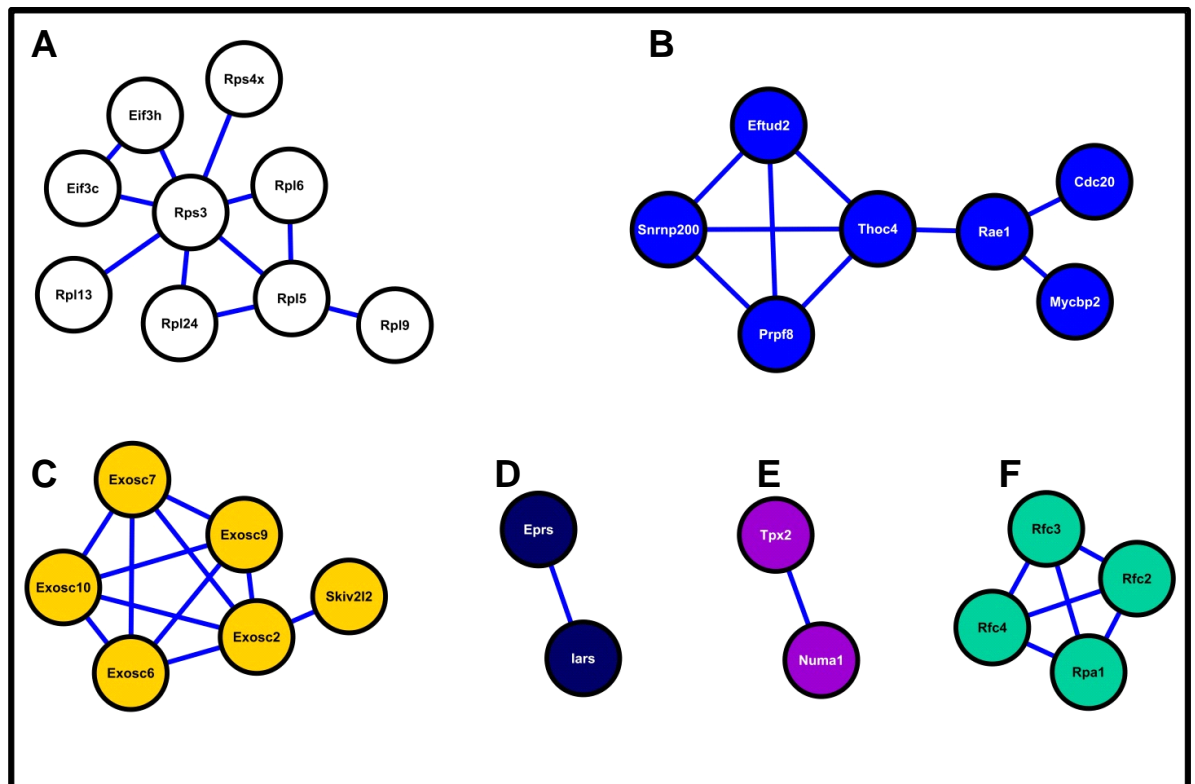 A
Rps4x
Eif3h
Eif3c
Rpl6
Rps3
Rpl13
Rpl24
Rpl5
Rpl9
B
Eftud2
Cdc20
Snrnp200
Thoc4
Rae1
Mycbp2
Prpf8
C
Exosc7
Exosc9
Exosc10
Skiv2l2
Exosc2
Exosc6
D
Eprs
Iars
E
Tpx2
Numa1
F
Rfc3
Rfc2
Rfc4
Rpa1